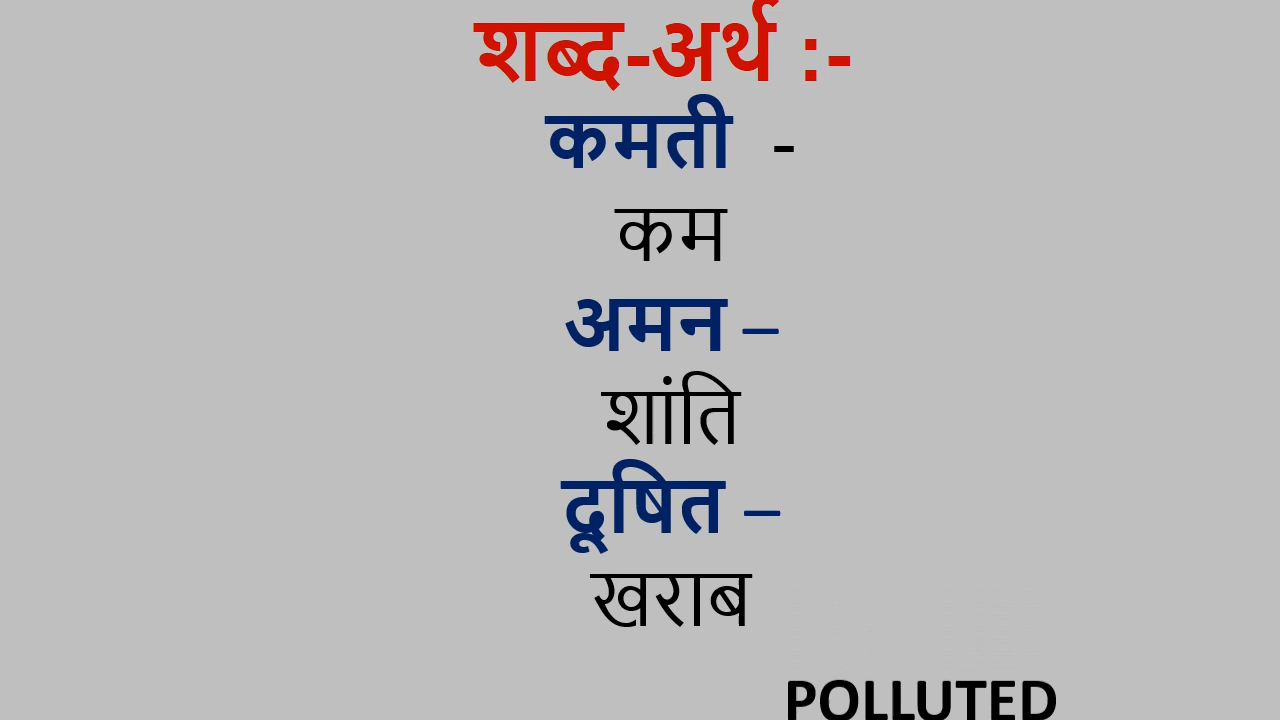 शब्द-अर्थ :-
कमती -
कम
अमन –
शांति
दूषित –
खराब
POLLUTED